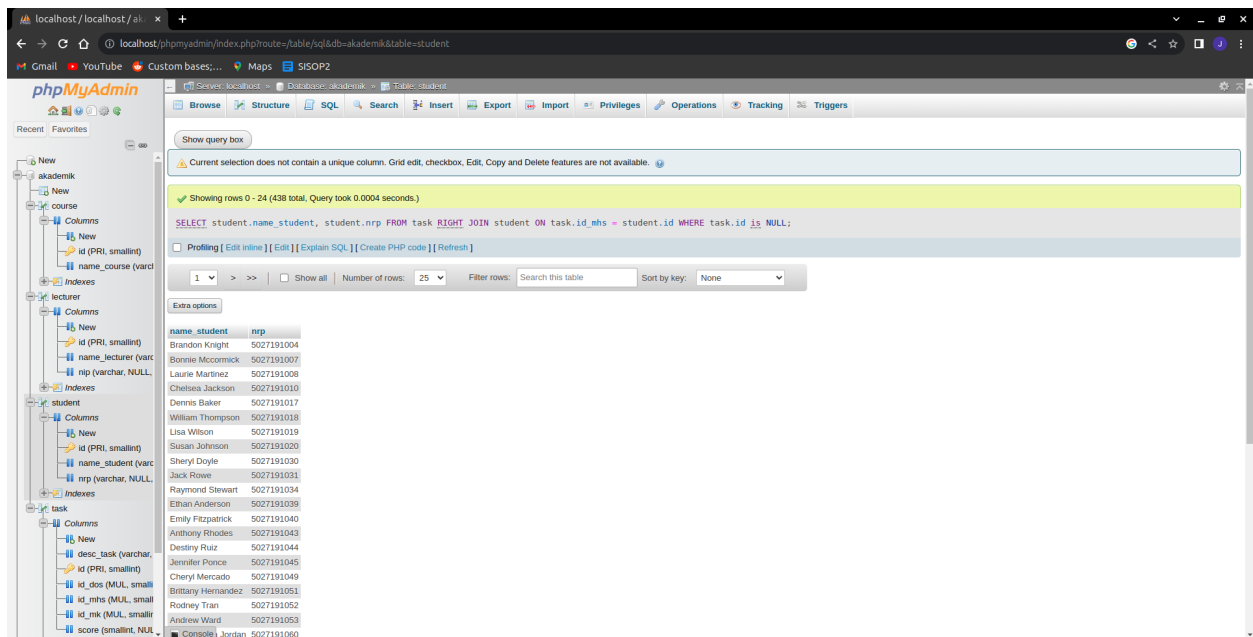 localhost / localhost / ak
localhost/phpmyadmin/index.php?route=/table/sql&db=akademik&table=student
J
Gmail
YouTube
Custom bases;...
Maps
SISOP2
phpMyAdmin
Recent
Favorites
New
akademik
New
course
Columns
New
id (PRI, smallint)
name_course (varcl
Indexes
lecturer
Columns
New
id (PRI, smallint)
name_lecturer (varc
nip (varchar, NULL,
Indexes
student
Columns
New
id (PRI, smallint)
name_student (varc
nrp (varchar, NULL,
Indexes
task
Columns
New
desc_task (varchar,
id (PRI, smallint)
id_dos (MUL, smalli
id_mhs (MUL, small
id_mk (MUL, smallin
score (smallint, NUL
Server: localhost » Database: akademik » Table: student
Browse Structure SQL Search Insert Export Import Privileges Operations Tracking Triggers
Show query box
Current selection does not contain a unique column. Grid edit, checkbox, Edit, Copy and Delete features are not available.
Showing rows 0 - 24 (438 total, Query took 0.0004 seconds.)
SELECT student.name_student, student.nrp FROM task RIGHT JOIN student ON task.id_mhs = student.id WHERE task.id is NULL;
Profiling [ Edit inline ] [ Edit ] [ Explain SQL ] [ Create PHP code ] [ Refresh ]
1 > >> Show all Number of rows: 25 Filter rows: Search this table Sort by key: None
Extra options
name_student nrp
Brandon Knight 5027191004
Bonnie Mccormick 5027191007
Laurie Martinez 5027191008
Chelsea Jackson 5027191010
Dennis Baker 5027191017
William Thompson 5027191018
Lisa Wilson 5027191019
Susan Johnson 5027191020
Sheryl Doyle 5027191030
Jack Rowe 5027191031
Raymond Stewart 5027191034
Ethan Anderson 5027191039
Emily Fitzpatrick 5027191040
Anthony Rhodes 5027191043
Destiny Ruiz 5027191044
Jennifer Ponce 5027191045
Cheryl Mercado 5027191049
Brittany Hernandez 5027191051
Rodney Tran 5027191052
Andrew Ward 5027191053
Console Jordan 5027191060